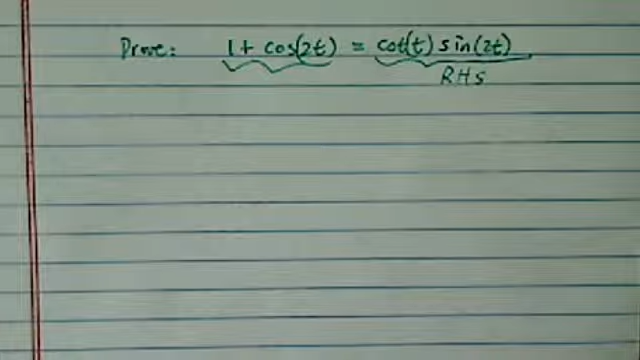 Prove: 1 + cos(2t) = cot(t) sin(2t)
RHS